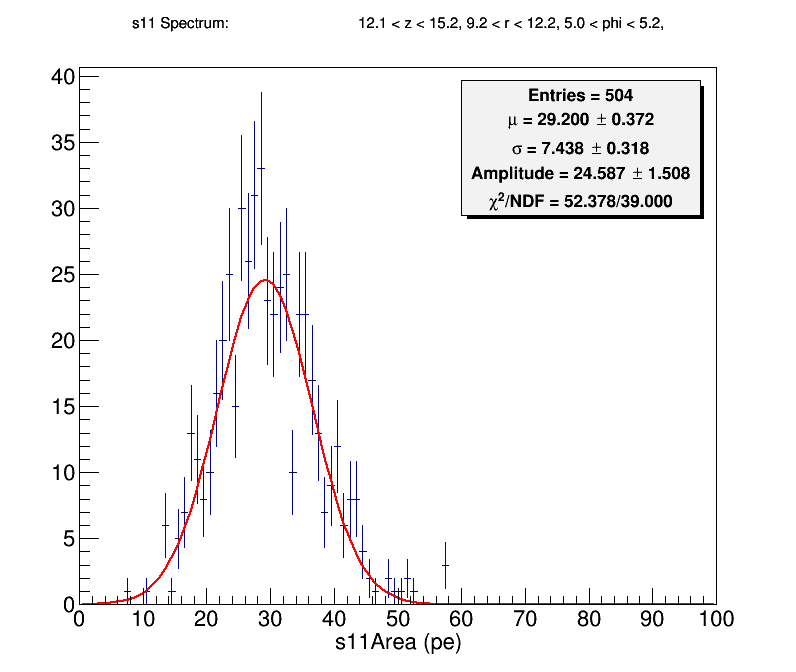 s11 Spectrum: 12.1 < z < 15.2, 9.2 < r < 12.2, 5.0 < phi < 5.2,
Entries = 504
μ = 29.200 ± 0.372
σ = 7.438 ± 0.318
Amplitude = 24.587 ± 1.508
χ²/NDF = 52.378/39.000
40
35
30
25
20
15
10
5
0
0 10 20 30 40 50 60 70 80 90 100
s11Area (pe)